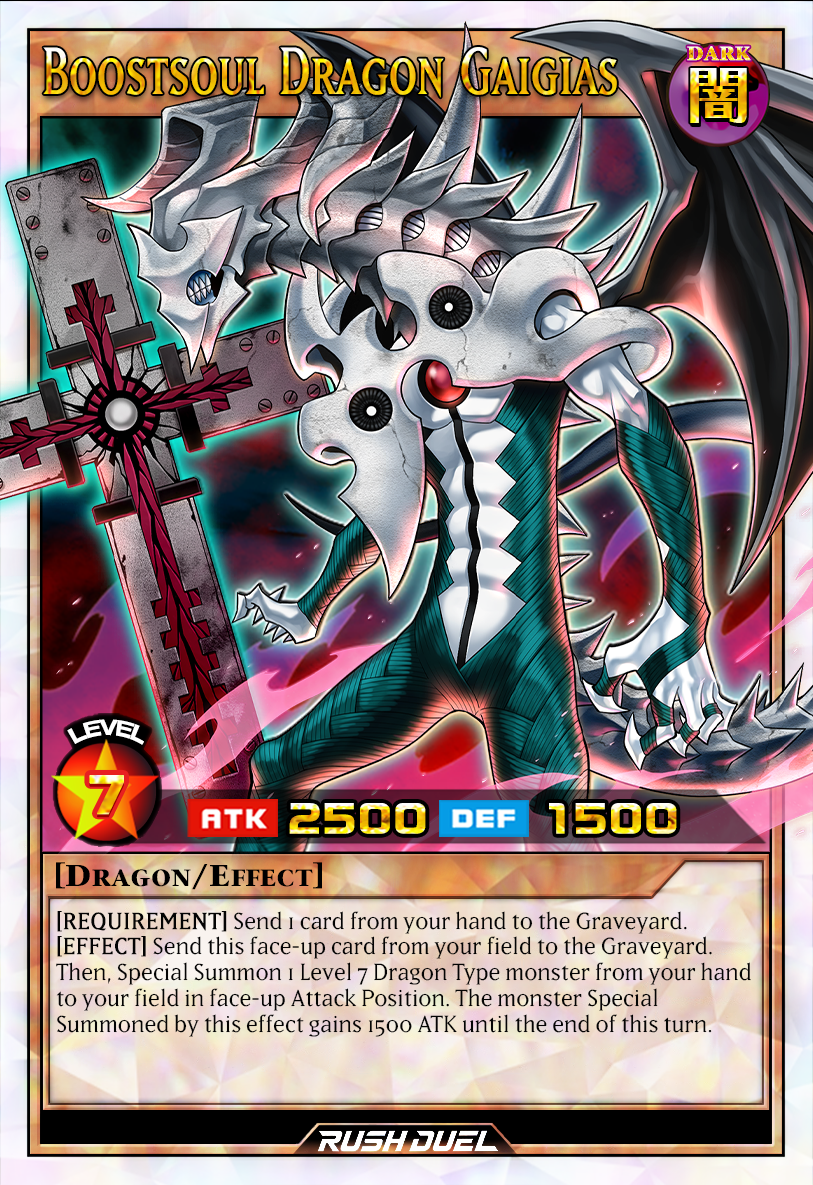 Boostsoul Dragon Gaigias
DARK
闇
LEVEL
7
ATK 2500 DEF 1500
[Dragon/Effect]
[REQUIREMENT] Send 1 card from your hand to the Graveyard.
[EFFECT] Send this face-up card from your field to the Graveyard.
Then, Special Summon 1 Level 7 Dragon Type monster from your hand
to your field in face-up Attack Position. The monster Special
Summoned by this effect gains 1500 ATK until the end of this turn.
RUSH DUEL